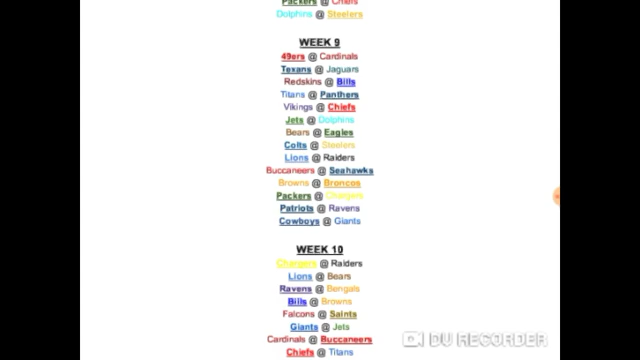 Packers @ Chiefs
Dolphins @ Steelers
WEEK 9
49ers @ Cardinals
Texans @ Jaguars
Redskins @ Bills
Titans @ Panthers
Vikings @ Chiefs
Jets @ Dolphins
Bears @ Eagles
Colts @ Steelers
Lions @ Raiders
Buccaneers @ Seahawks
Browns @ Broncos
Packers @ Chargers
Patriots @ Ravens
Cowboys @ Giants
WEEK 10
Chargers @ Raiders
Lions @ Bears
Ravens @ Bengals
Bills @ Browns
Falcons @ Saints
Giants @ Jets
Cardinals @ Buccaneers
Chiefs @ Titans
DU RECORDER